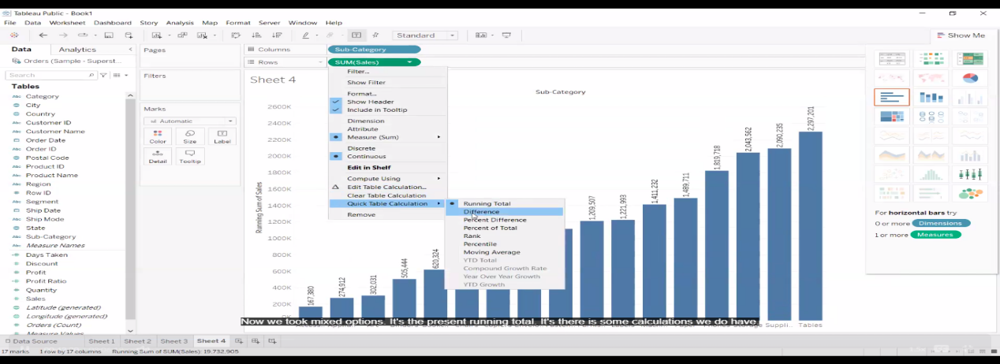 Tableau Public - Book1
File Data Worksheet Dashboard Story Analysis Map Format Server Window Help
Standard
Show Me
Data Analytics
Pages
Columns
Sub-Category
Orders (Sample - Superst...
Rows
SUM(Sales)
Search
Filters
Sheet 4
Filter...
Show Filter
Format...
Show Header
Include in Tooltip
Dimension
Attribute
Measure (Sum)
Discrete
Continuous
Edit in Shelf
Compute Using
Edit Table Calculation...
Clear Table Calculation
Quick Table Calculation
Remove
Running Total
Difference
Percent Difference
Percent of Total
Rank
Percentile
Moving Average
YTD Total
Compound Growth Rate
Year Over Year Growth
YTD Growth
Tables
Category
City
Country
Customer ID
Customer Name
Order Date
Order ID
Postal Code
Product ID
Product Name
Region
Row ID
Segment
Ship Date
Ship Mode
State
Sub-Category
Measure Names
Days Taken
Discount
Profit
Profit Ratio
Quantity
Sales
Latitude (generated)
Longitude (generated)
Orders (Count)
Measure Values
Marks
Automatic
Color Size Label
Detail Tooltip
Sub-Category
Running Sum of Sales
2600K
2400K
2200K
2000K
1800K
1600K
1400K
1200K
1000K
800K
600K
400K
200K
0K
167,380
274,912
302,031
505,444
620,324
1,209,507
1,221,993
1,411,232
1,489,711
1,819,718
2,043,562
2,090,235
2,297,201
Storage Suppli... Tables
For horizontal bars try
0 or more Dimensions
1 or more Measures
Now we took mixed options. It's the present running total. It's there is some calculations we do have
Data Source Sheet 1 Sheet 2 Sheet 3 Sheet 4
17 marks 1 row by 17 columns Running Sum of SUM(Sales): 19,732,905